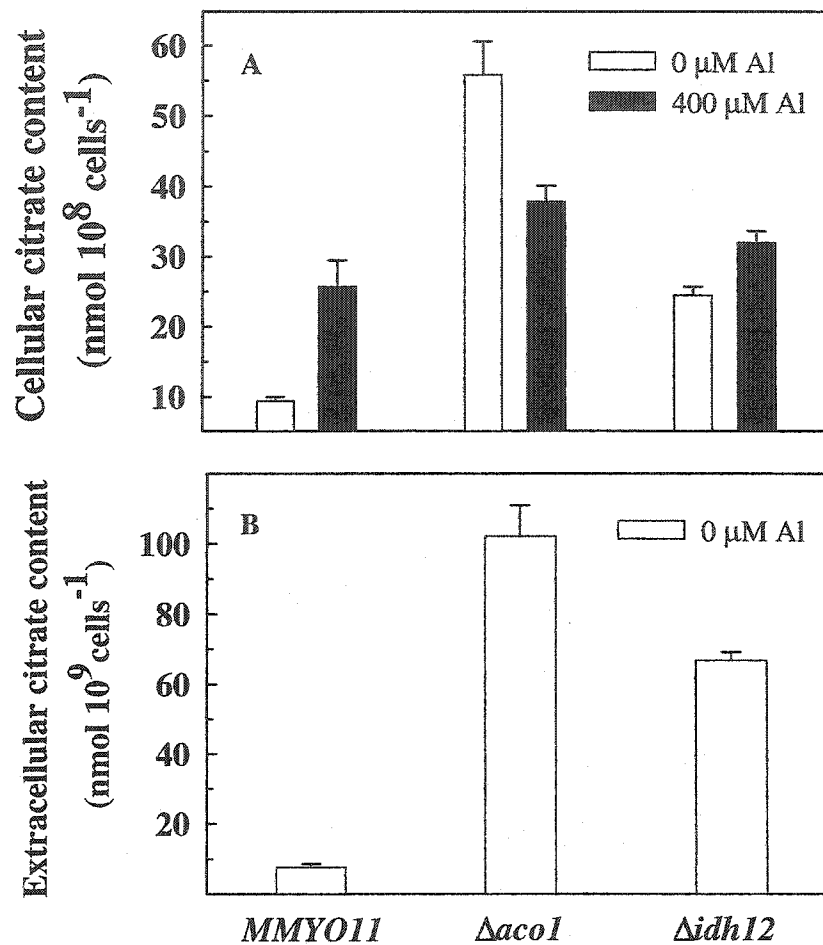 A
0 μM Al
400 μM Al
Cellular citrate content
(nmol 10⁸ cells⁻¹)
60
50
40
30
20
10
B
0 μM Al
Extracellular citrate content
(nmol 10⁹ cells⁻¹)
100
80
60
40
20
MMYO11
Δaco1
Δidh12